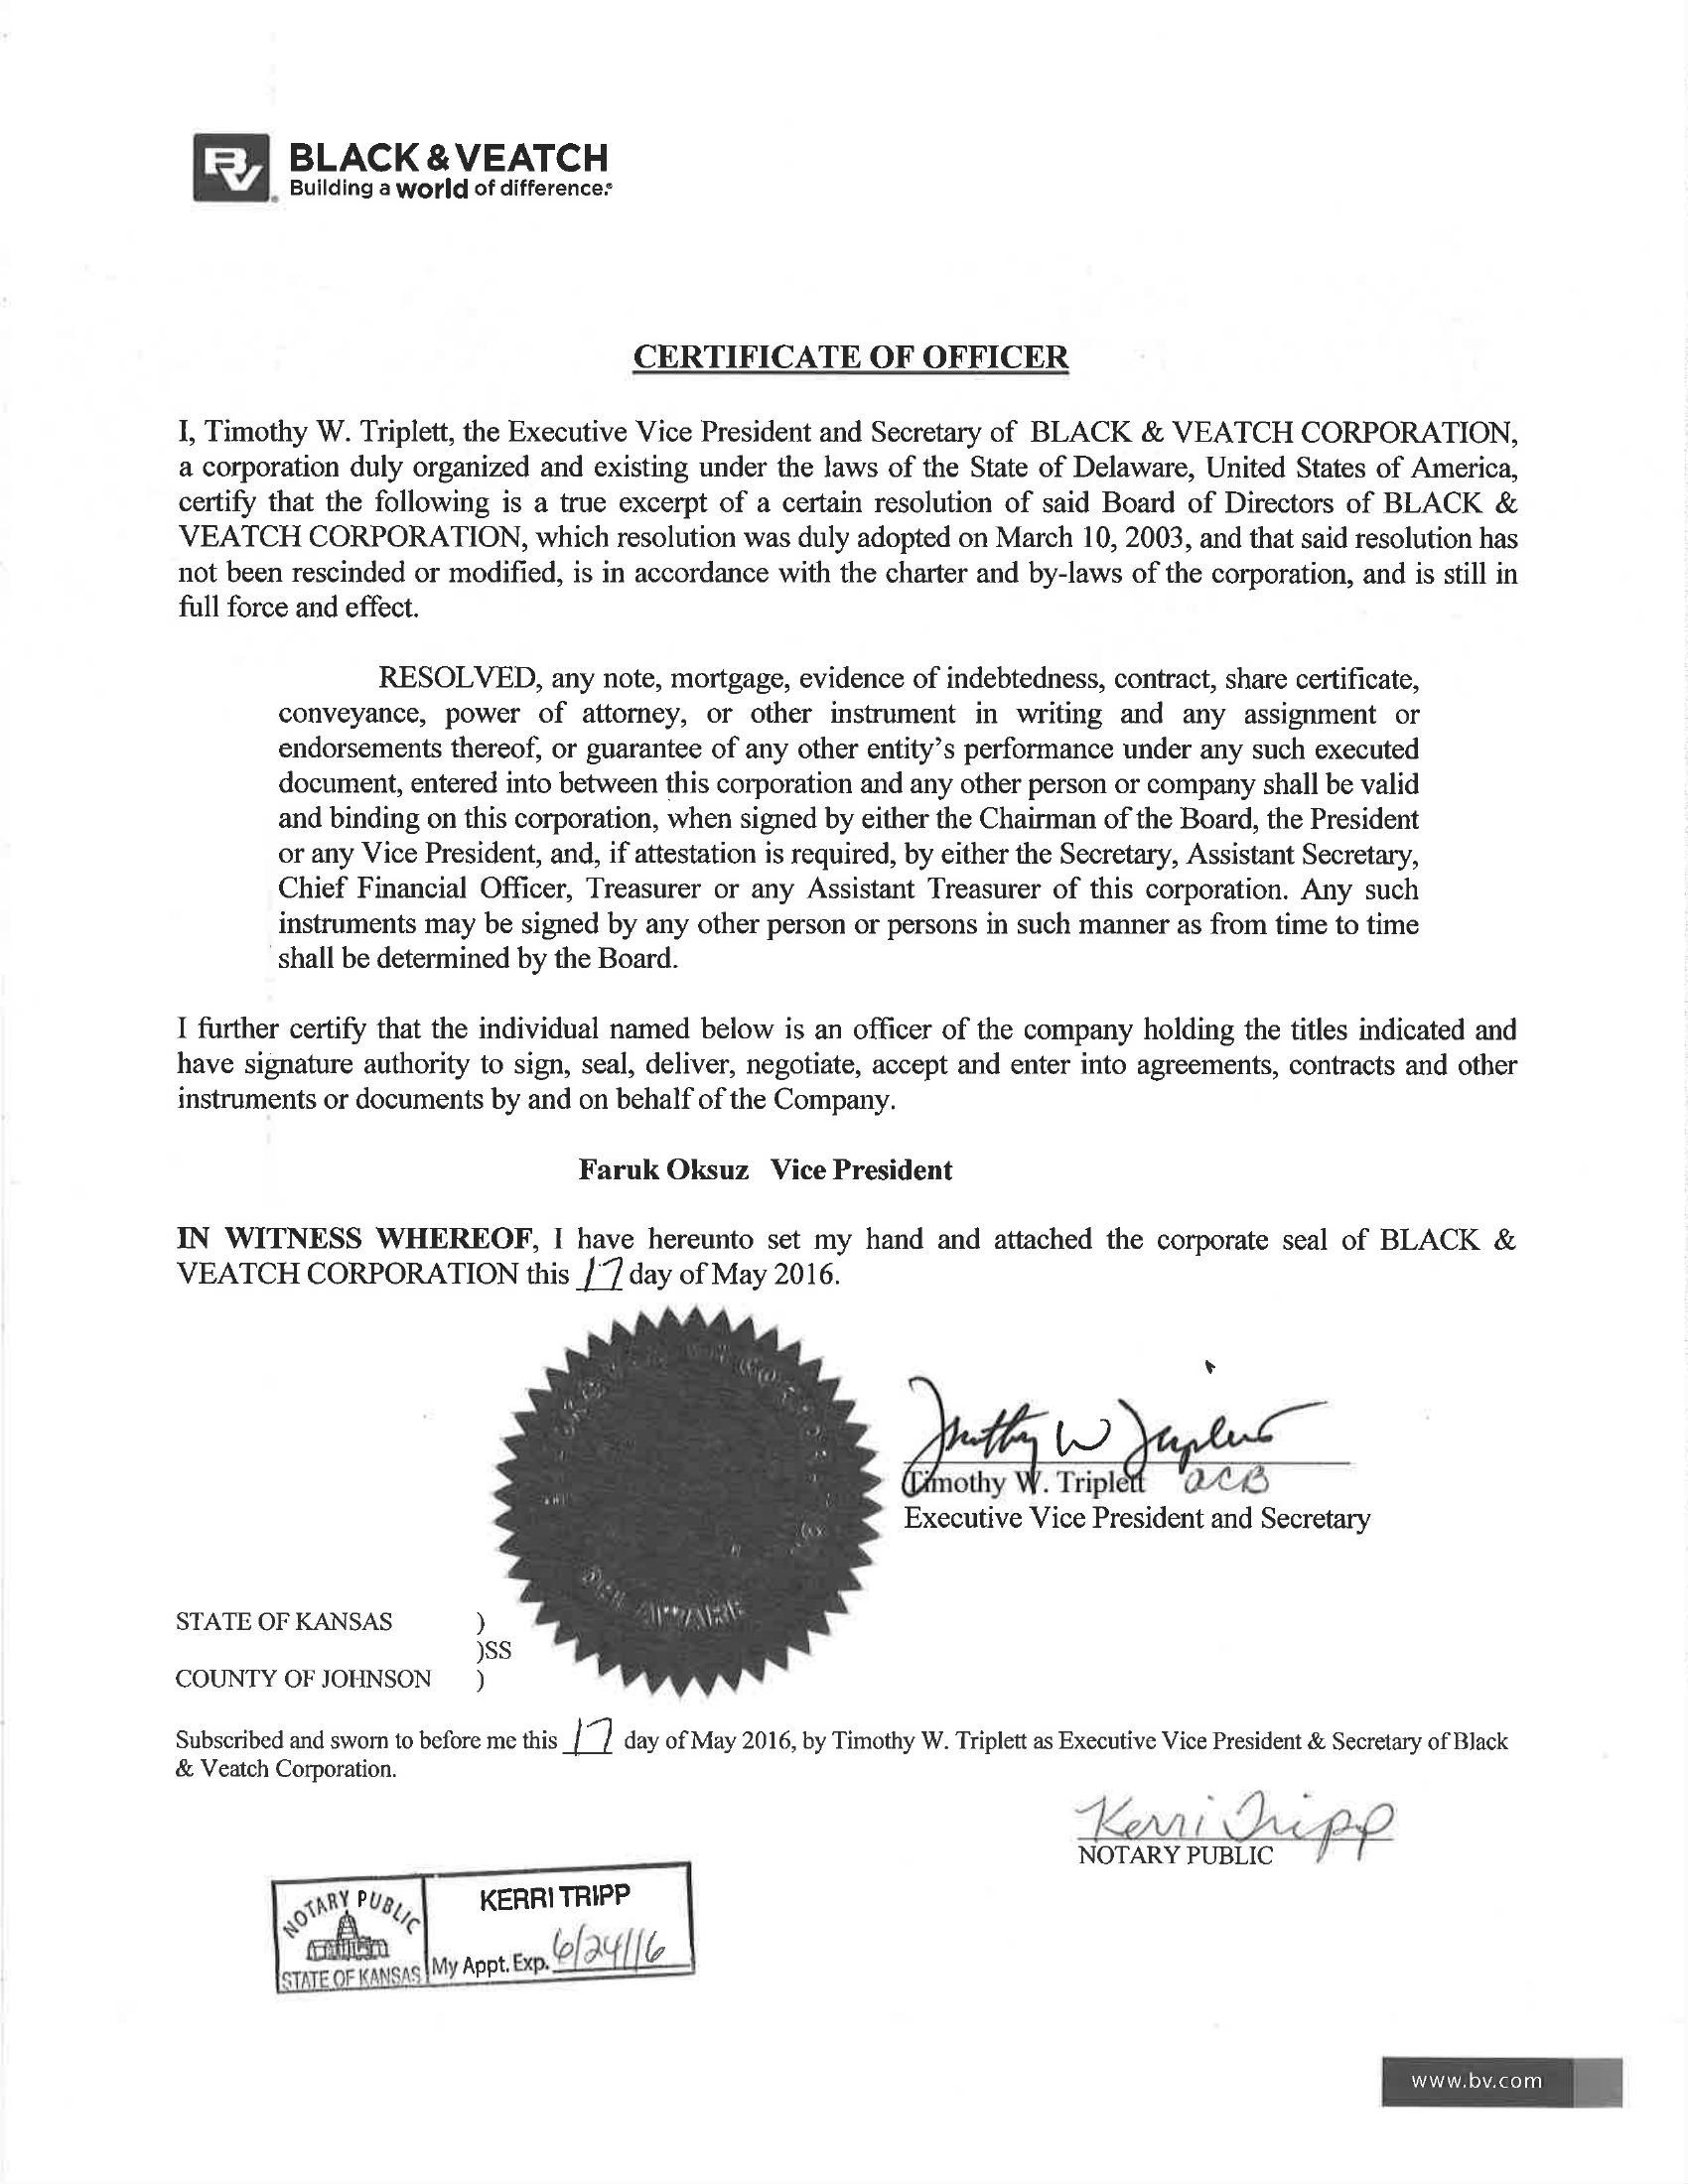 BV
BLACK & VEATCH
Building a world of difference.®
CERTIFICATE OF OFFICER
I, Timothy W. Triplett, the Executive Vice President and Secretary of BLACK & VEATCH CORPORATION,
a corporation duly organized and existing under the laws of the State of Delaware, United States of America,
certify that the following is a true excerpt of a certain resolution of said Board of Directors of BLACK &
VEATCH CORPORATION, which resolution was duly adopted on March 10, 2003, and that said resolution has
not been rescinded or modified, is in accordance with the charter and by-laws of the corporation, and is still in
full force and effect.
RESOLVED, any note, mortgage, evidence of indebtedness, contract, share certificate,
conveyance, power of attorney, or other instrument in writing and any assignment or
endorsements thereof, or guarantee of any other entity's performance under any such executed
document, entered into between this corporation and any other person or company shall be valid
and binding on this corporation, when signed by either the Chairman of the Board, the President
or any Vice President, and, if attestation is required, by either the Secretary, Assistant Secretary,
Chief Financial Officer, Treasurer or any Assistant Treasurer of this corporation. Any such
instruments may be signed by any other person or persons in such manner as from time to time
shall be determined by the Board.
I further certify that the individual named below is an officer of the company holding the titles indicated and
have signature authority to sign, seal, deliver, negotiate, accept and enter into agreements, contracts and other
instruments or documents by and on behalf of the Company.
Faruk Oksuz Vice President
IN WITNESS WHEREOF, I have hereunto set my hand and attached the corporate seal of BLACK &
VEATCH CORPORATION this 17 day of May 2016.
Timothy W Triplett
Timothy W. Triplett acb
Executive Vice President and Secretary
DELAWARE
STATE OF KANSAS )
)SS
COUNTY OF JOHNSON )
Subscribed and sworn to before me this 17 day of May 2016, by Timothy W. Triplett as Executive Vice President & Secretary of Black
& Veatch Corporation.
Kerri Tripp
NOTARY PUBLIC
NOTARY PUBLIC
STATE OF KANSAS
KERRI TRIPP
My Appt. Exp. 6/24/16
www.bv.com